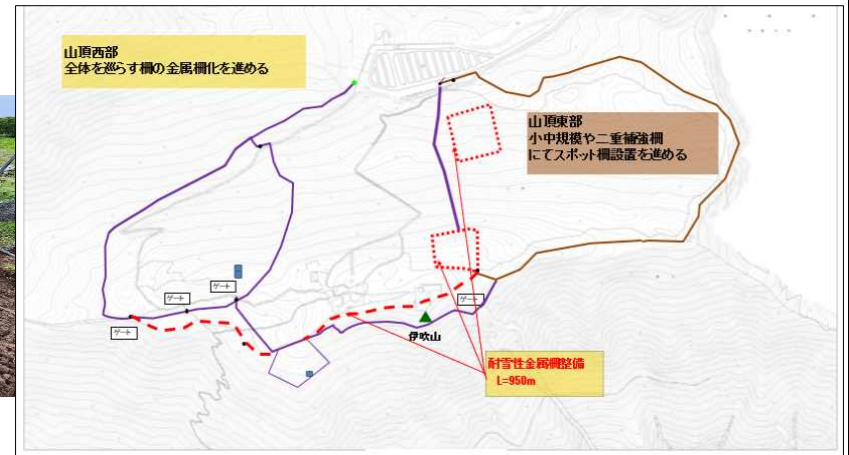 山頂西部
全体を巡らす柵の金属柵化を進める
山頂東部
小中規模や二重補強柵
にてスポット柵設置を進める
ゲート
ゲート
ゲート
ゲート
伊吹山
耐雪性金属柵整備
L=950m